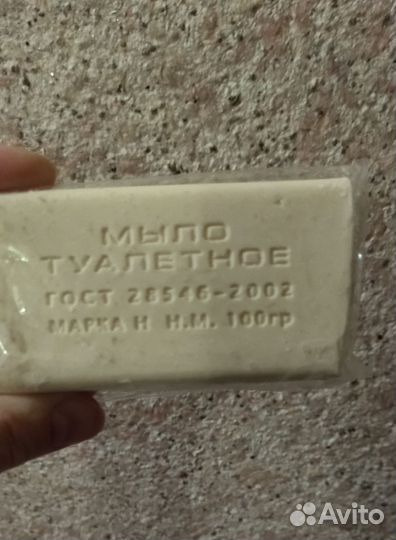 МЫЛО
ТУАЛЕТНОЕ
ГОСТ 28546-2002
МАРКА Н Н.М. 100гр
Avito